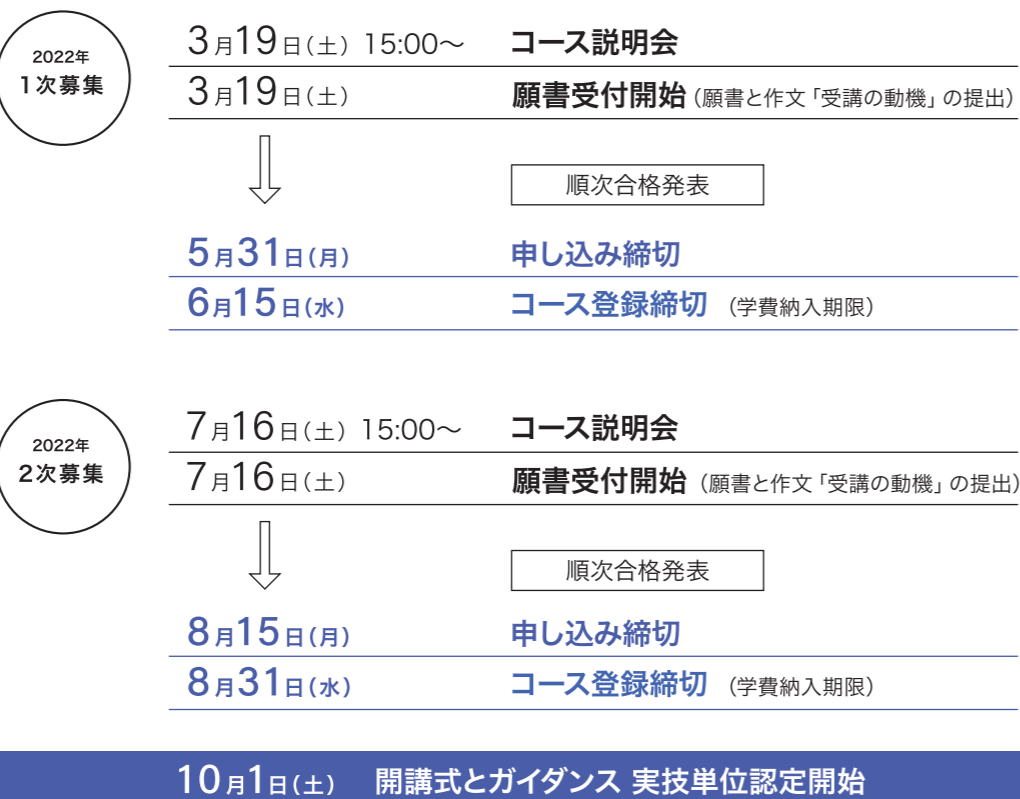 2022年
1次募集
3月19日(土) 15:00〜 コース説明会
3月19日(土) 願書受付開始(願書と作文「受講の動機」の提出)
順次合格発表
5月31日(月) 申し込み締切
6月15日(水) コース登録締切 (学費納入期限)
2022年
2次募集
7月16日(土) 15:00〜 コース説明会
7月16日(土) 願書受付開始(願書と作文「受講の動機」の提出)
順次合格発表
8月15日(月) 申し込み締切
8月31日(水) コース登録締切 (学費納入期限)
10月1日(土) 開講式とガイダンス 実技単位認定開始